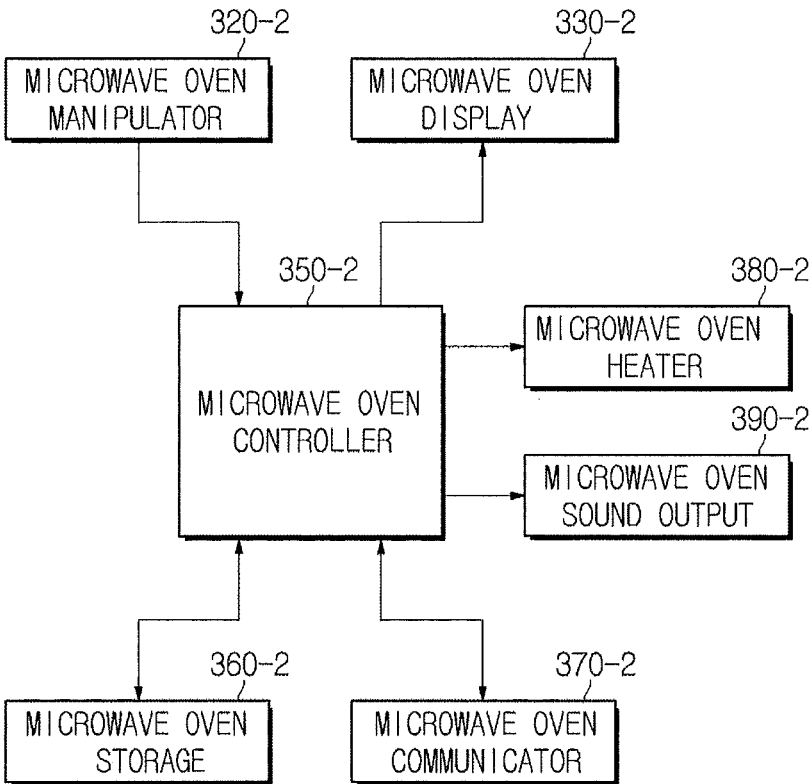 320-2
330-2
MICROWAVE OVEN
MANIPULATOR
MICROWAVE OVEN
DISPLAY
350-2
380-2
MICROWAVE OVEN
CONTROLLER
MICROWAVE OVEN
HEATER
390-2
MICROWAVE OVEN
SOUND OUTPUT
360-2
370-2
MICROWAVE OVEN
STORAGE
MICROWAVE OVEN
COMMUNICATOR